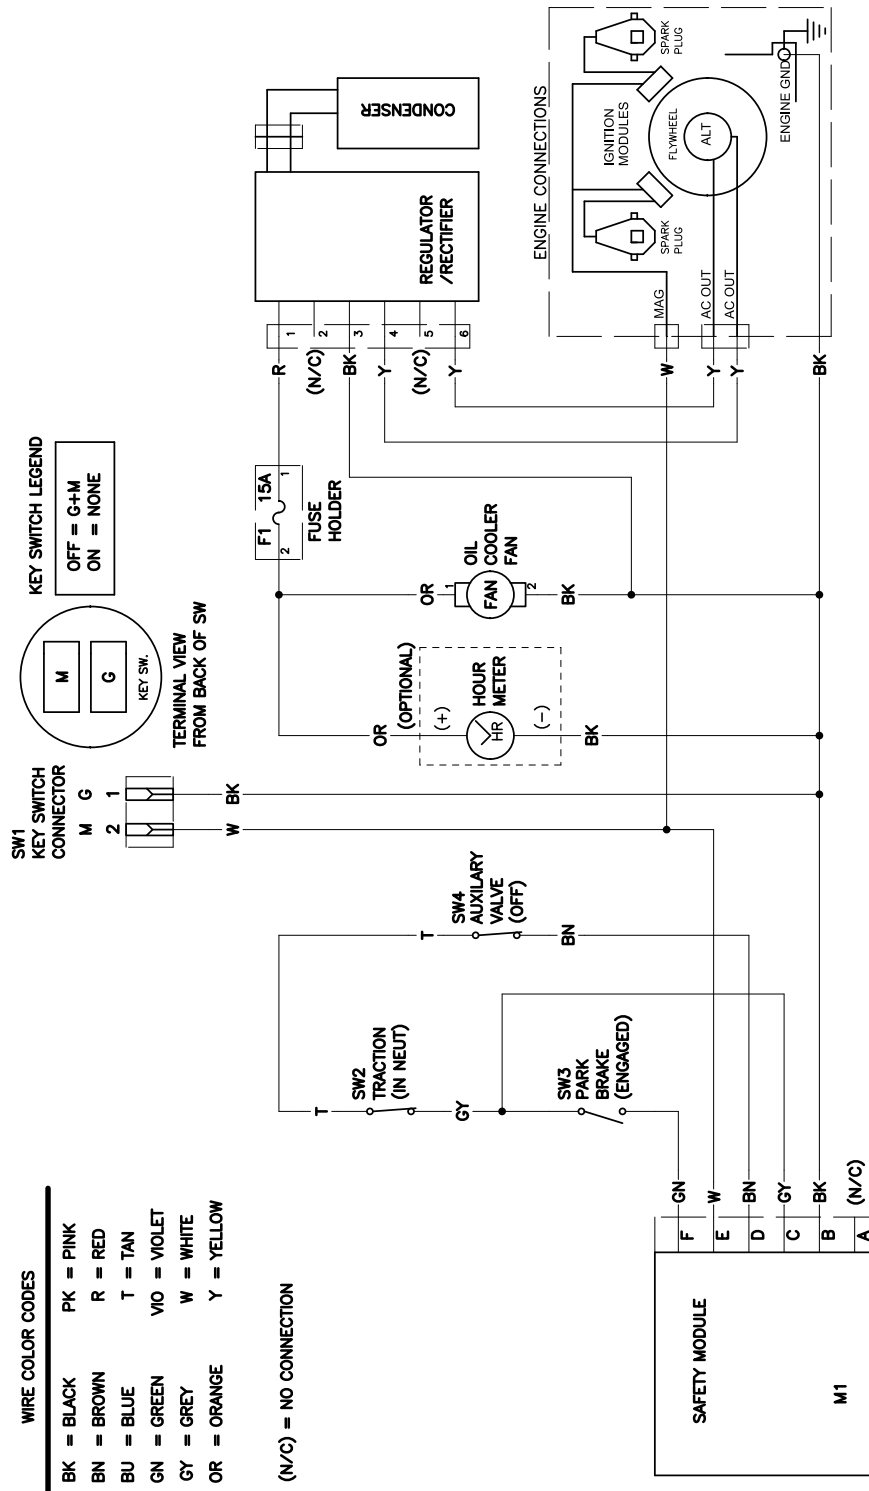 WIRE COLOR CODES
BK = BLACK
BN = BROWN
BU = BLUE
GN = GREEN
GY = GREY
OR = ORANGE
PK = PINK
R = RED
T = TAN
VIO = VIOLET
W = WHITE
Y = YELLOW
(N/C) = NO CONNECTION
SW1
KEY SWITCH
CONNECTOR
M G
2 1
W
BK
M
G
KEY SW.
TERMINAL VIEW
FROM BACK OF SW
KEY SWITCH LEGEND
OFF = G+M
ON = NONE
T
SW2
TRACTION
(IN NEUT)
GY
SW3
PARK
BRAKE
(ENGAGED)
T
SW4
AUXILARY
VALVE
(OFF)
BN
OR
(OPTIONAL)
(+)
HR
HOUR
METER
(−)
BK
OR
1
FAN
2
OIL
COOLER
FAN
BK
F1 15A
2 1
FUSE
HOLDER
R
(N/C)
BK
Y
(N/C)
Y
1
2
3
4
5
6
REGULATOR
/RECTIFIER
CONDENSER
ENGINE CONNECTIONS
SPARK
PLUG
SPARK
PLUG
IGNITION
MODULES
FLYWHEEL
ALT
ENGINE GND
MAG
AC OUT
AC OUT
W
Y
Y
BK
GN
W
BN
GY
BK
(N/C)
F
E
D
C
B
A
SAFETY MODULE
M1